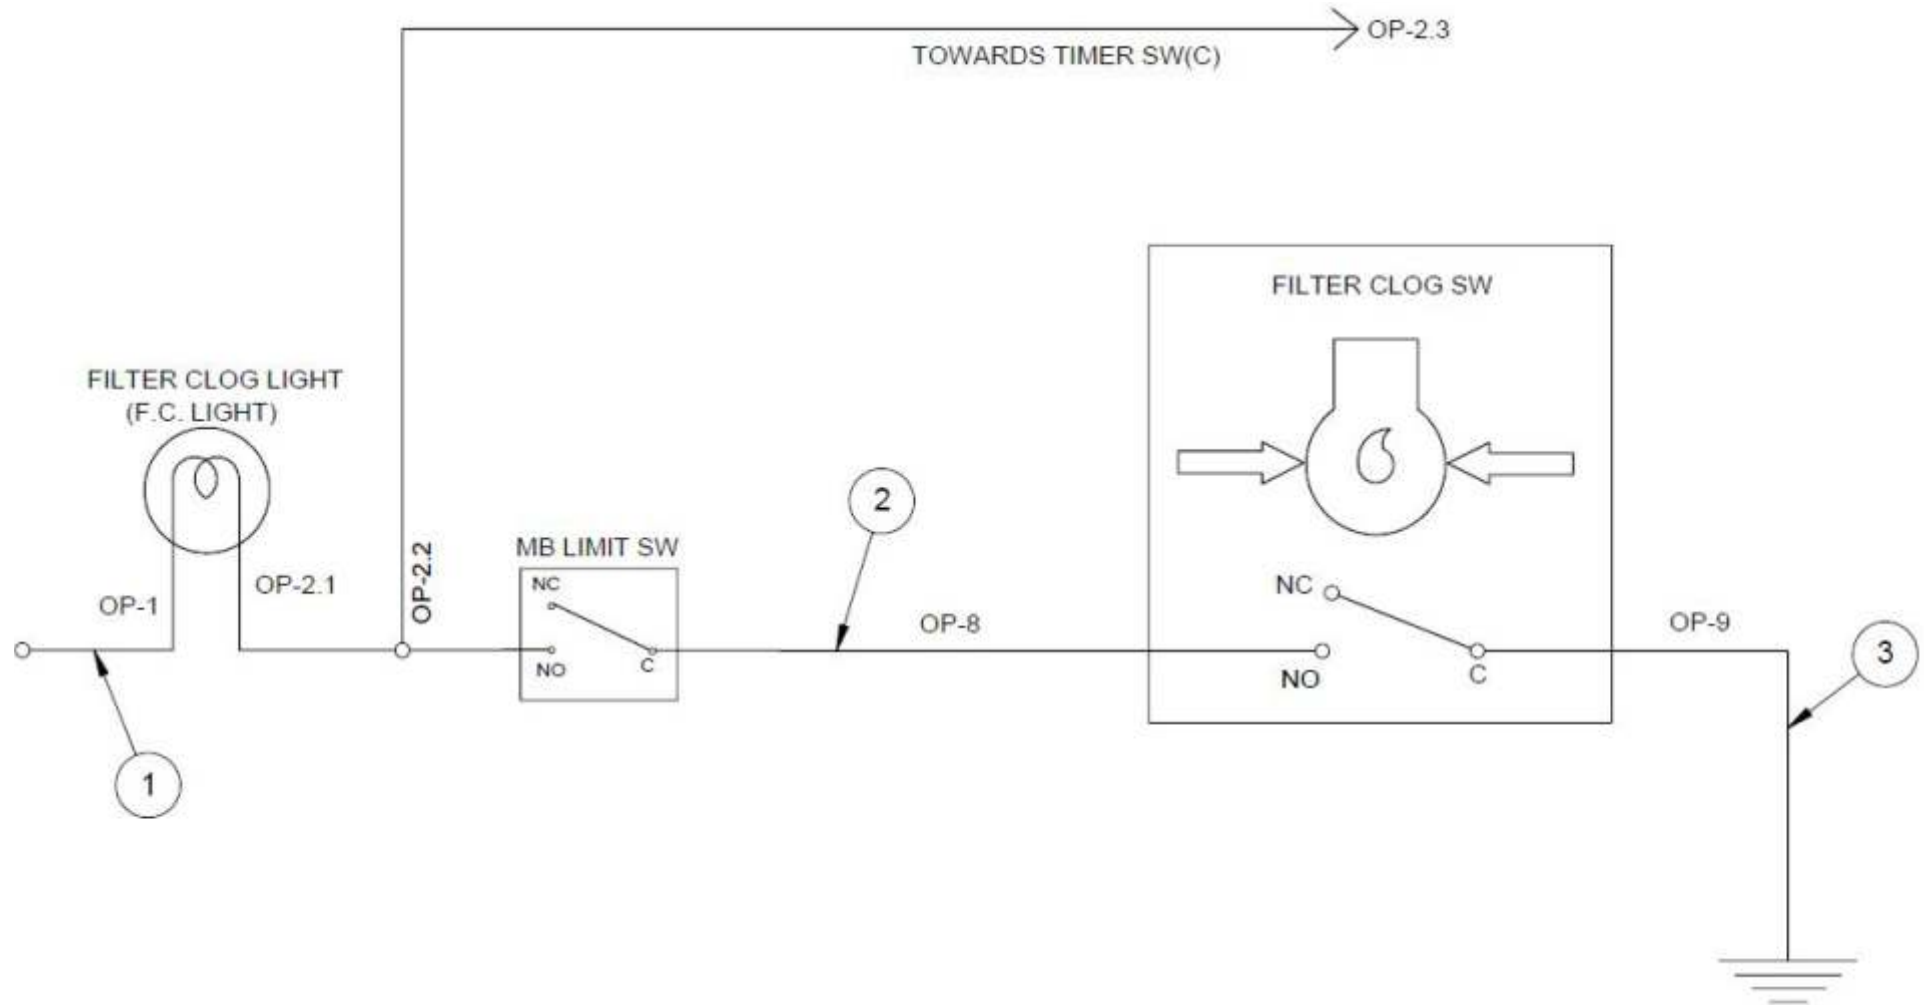 OP-2.3
TOWARDS TIMER SW(C)
FILTER CLOG SW
FILTER CLOG LIGHT
(F.C. LIGHT)
2
OP-2.2
MB LIMIT SW
NC
OP-2.1
NC
OP-1
OP-8
OP-9
3
NO
C
NO
C
1